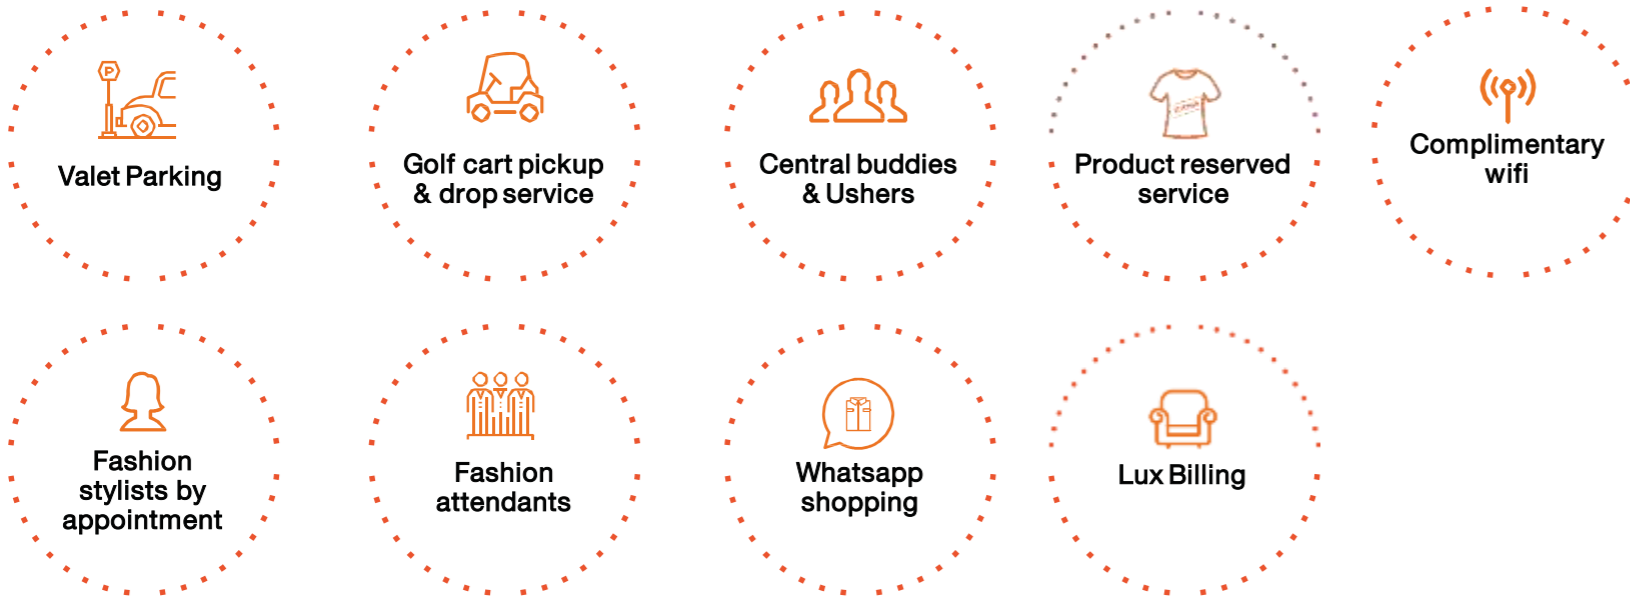 P
Valet Parking
Golf cart pickup
& drop service
Central buddies
& Ushers
Product reserved
service
Complimentary
wifi
Fashion
stylists by
appointment
Fashion
attendants
Whatsapp
shopping
Lux Billing